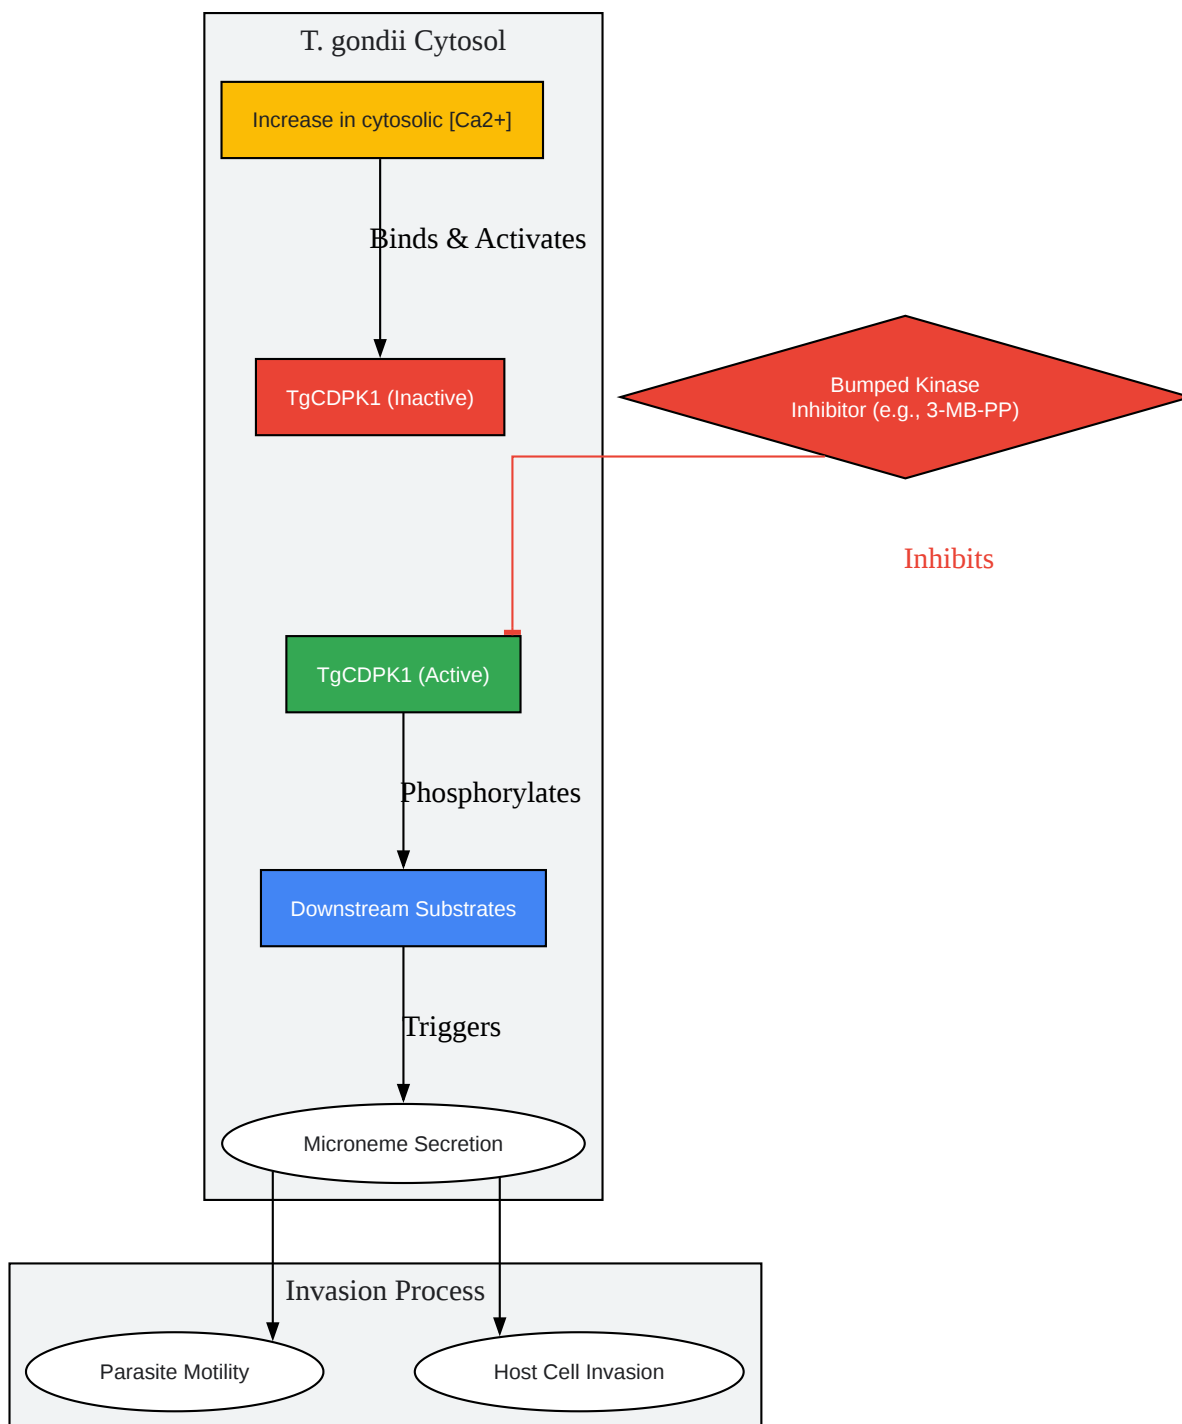 T. gondii Cytosol
Increase in cytosolic [Ca2+]
Binds & Activates
TgCDPK1 (Inactive)
Bumped Kinase
Inhibitor (e.g., 3-MB-PP)
Inhibits
TgCDPK1 (Active)
Phosphorylates
Downstream Substrates
Triggers
Microneme Secretion
Invasion Process
Parasite Motility
Host Cell Invasion